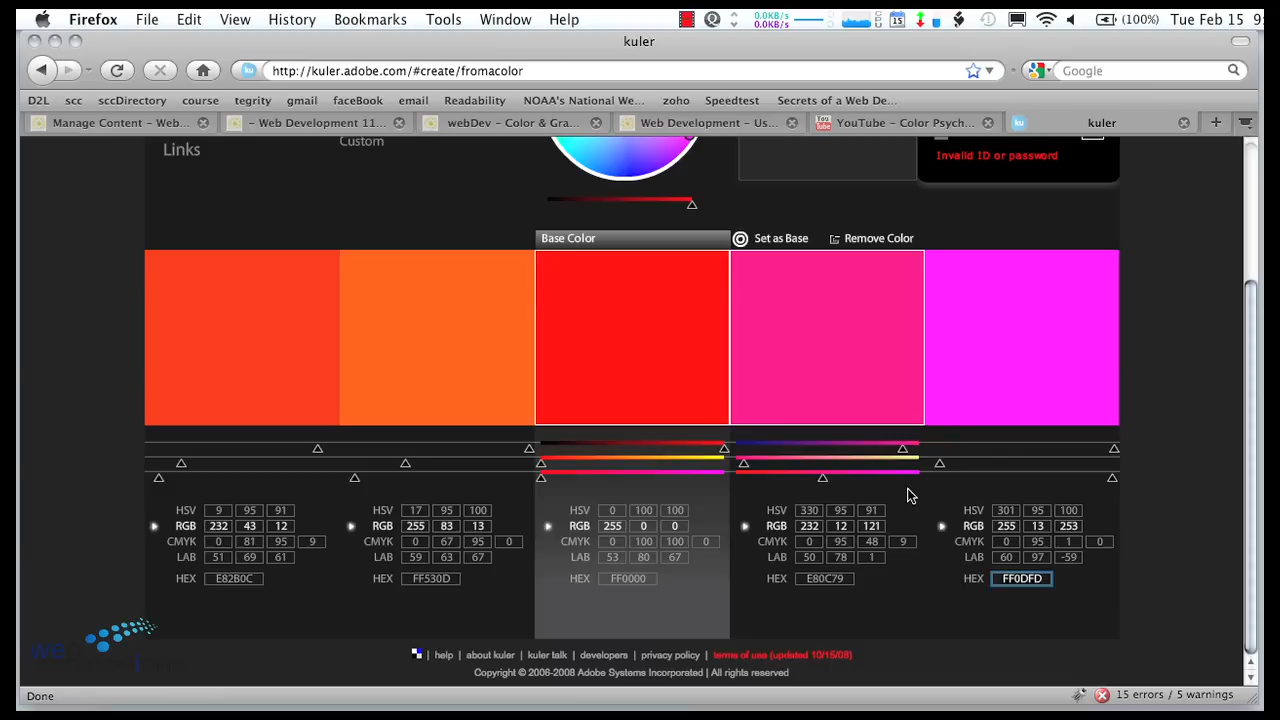 Firefox File Edit View History Bookmarks Tools Window Help 0.0KB/s 0.0KB/s CPU 15 (100%) Tue Feb 15 9:
kuler
http://kuler.adobe.com/#create/fromacolor Google
D2L scc sccDirectory course tegrity gmail faceBook email Readability NOAA's National We... zoho Speedtest Secrets of a Web De...
Manage Content – Web... – Web Development 11... webDev – Color & Gra... Web Development – Us... YouTube – Color Psych... kuler
Links Custom Invalid ID or password
Base Color Set as Base Remove Color
HSV 9 95 91 HSV 17 95 100 HSV 0 100 100 HSV 330 95 91 HSV 301 95 100
RGB 232 43 12 RGB 255 83 13 RGB 255 0 0 RGB 232 12 121 RGB 255 13 253
CMYK 0 81 95 9 CMYK 0 67 95 0 CMYK 0 100 100 0 CMYK 0 95 48 9 CMYK 0 95 1 0
LAB 51 69 61 LAB 59 63 67 LAB 53 80 67 LAB 50 78 1 LAB 60 97 -59
HEX E82B0C HEX FF530D HEX FF0000 HEX E80C79 HEX FF0DFD
help | about kuler | kuler talk | developers | privacy policy | terms of use (updated 10/15/08)
Copyright © 2006-2008 Adobe Systems Incorporated | All rights reserved
Done 15 errors / 5 warnings